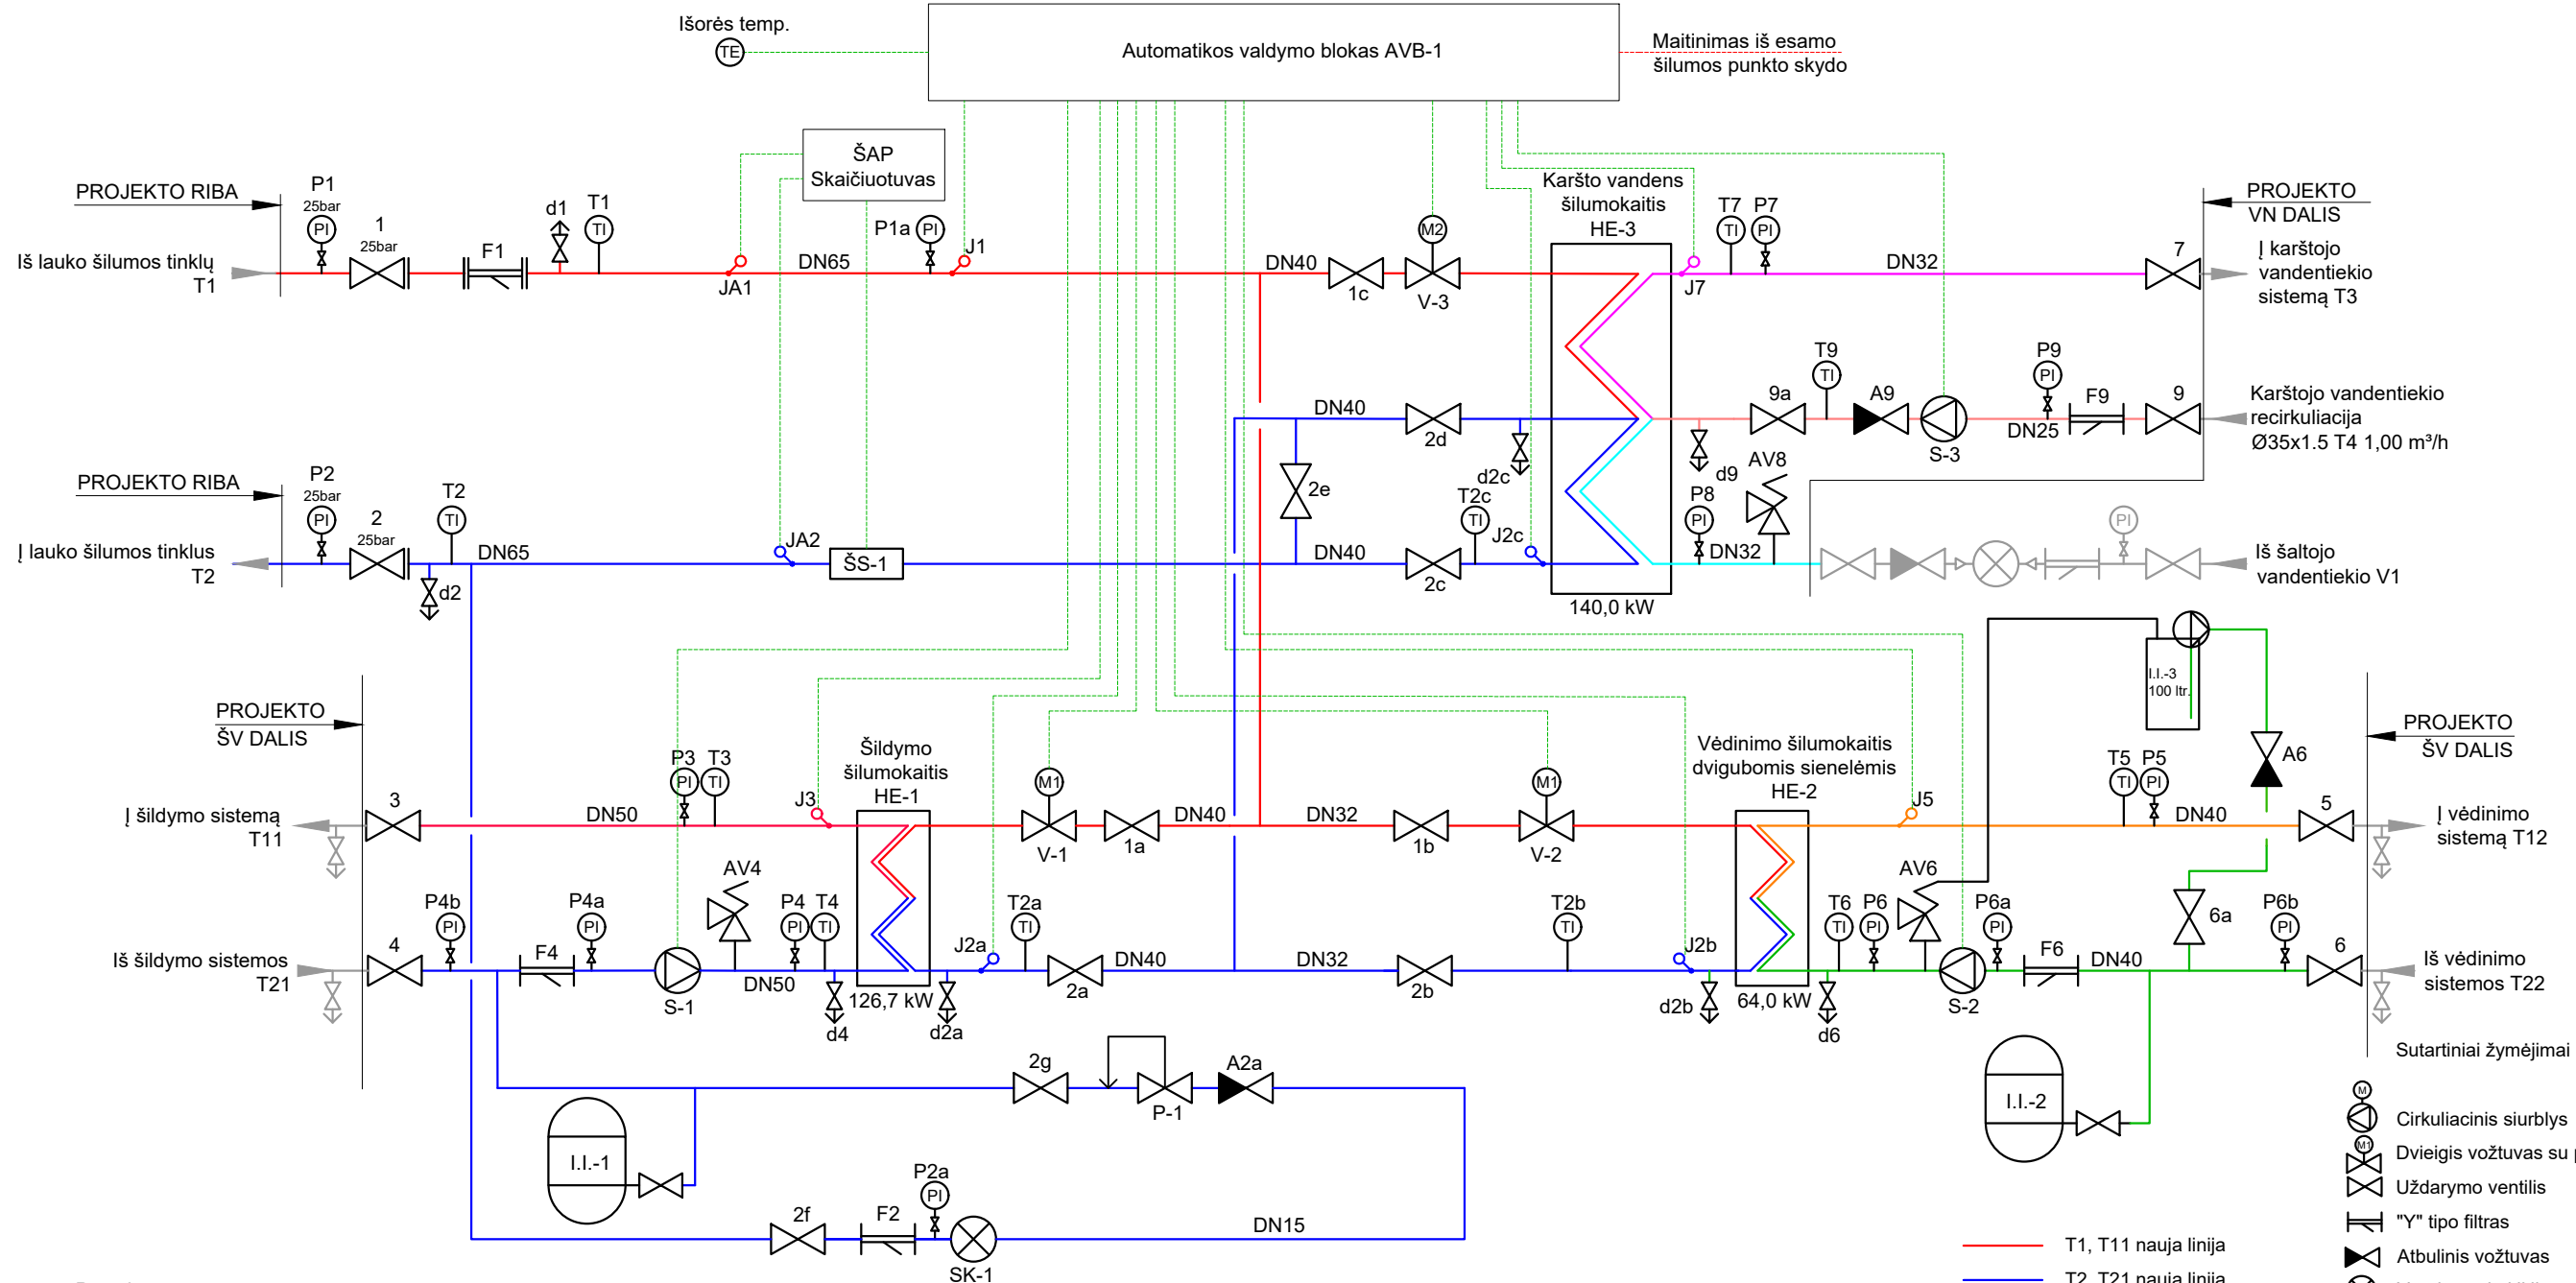 Išorės temp.
TE
Automatikos valdymo blokas AVB-1
Maitinimas iš esamo
šilumos punkto skydo
ŠAP
Skaičiuotuvas
PROJEKTO RIBA
P1
25bar
PI
1
25bar
F1
d1
T1
TI
JA1
DN65
P1a
PI
J1
DN40
1c
M2
V-3
Karšto vandens
šilumokaitis
HE-3
J7
T7
TI
P7
PI
DN32
7
PROJEKTO
VN DALIS
Iš lauko šilumos tinklų
T1
Į karštojo
vandentiekio
sistemą T3
DN40
2d
d2c
2e
d9
9a
T9
TI
A9
S-3
P9
PI
DN25
F9
9
Karštojo vandentiekio
recirkuliacija
Ø35x1.5 T4 1,00 m³/h
PROJEKTO RIBA
P2
25bar
PI
2
25bar
T2
TI
d2
DN65
JA2
ŠS-1
DN40
2c
T2c
TI
J2c
140,0 kW
P8
PI
DN32
AV8
PI
Į lauko šilumos tinklus
T2
Iš šaltojo
vandentiekio V1
I.I.-3
100 ltr.
A6
PROJEKTO
ŠV DALIS
PROJEKTO
ŠV DALIS
Į šildymo sistemą
T11
3
DN50
P3
PI
T3
TI
J3
Šildymo
šilumokaitis
HE-1
M1
V-1
1a
DN40
DN32
1b
M1
V-2
Vėdinimo šilumokaitis
dvigubomis sienelėmis
HE-2
J5
T5
TI
P5
PI
DN40
5
Į vėdinimo
sistemą T12
Iš šildymo sistemos
T21
4
P4b
PI
F4
P4a
PI
S-1
AV4
DN50
P4
PI
T4
TI
d4
126,7 kW
d2a
J2a
T2a
TI
2a
DN40
DN32
2b
T2b
TI
J2b
d2b
64,0 kW
d6
T6
TI
P6
PI
AV6
S-2
P6a
PI
F6
DN40
6a
P6b
PI
6
Iš vėdinimo
sistemos T22
2g
P-1
A2a
I.I.-1
I.I.-2
2f
F2
P2a
PI
SK-1
DN15
Sutartiniai žymėjimai
M
Cirkuliacinis siurblys
M1
Dvieigis vožtuvas su
Uždarymo ventilis
"Y" tipo filtras
Atbulinis vožtuvas
T1, T11 nauja linija
T2, T21 nauja linija